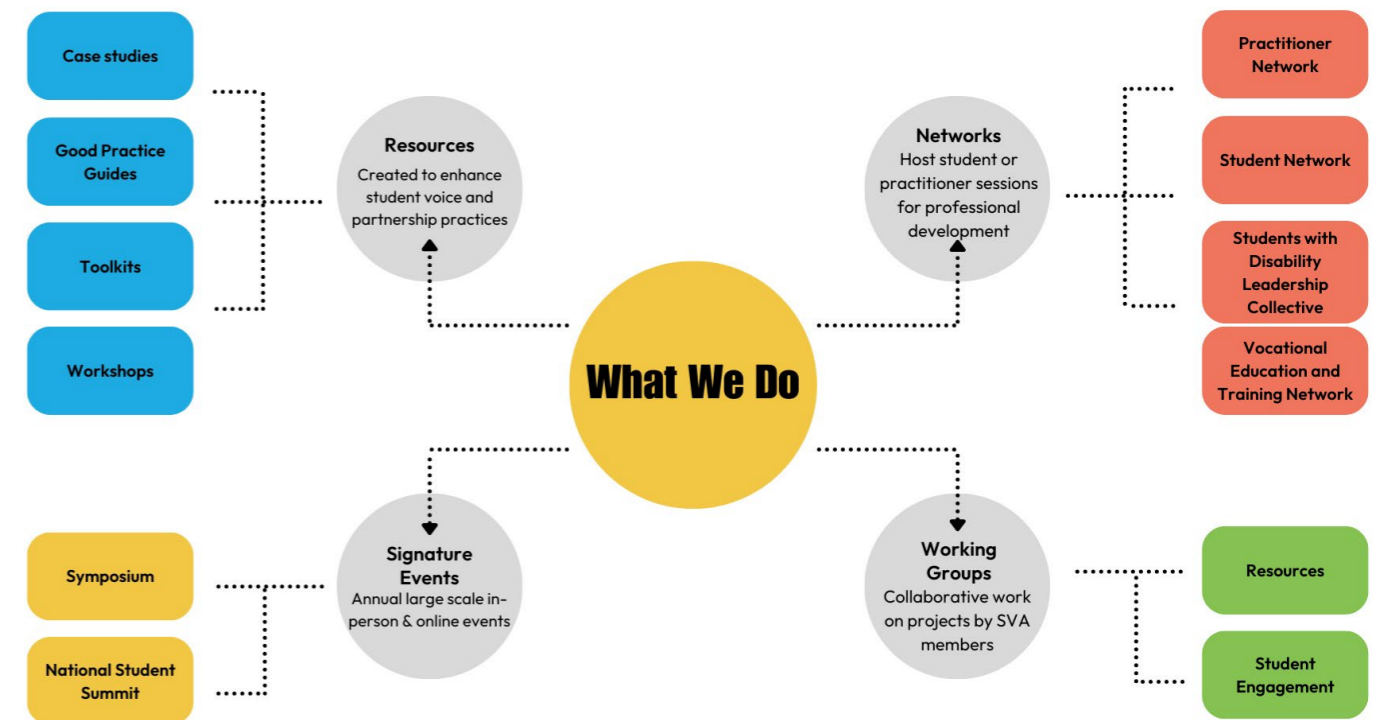 Case studies
Good Practice
Guides
Toolkits
Workshops
Resources
Created to enhance
student voice and
partnership practices
Networks
Host student or
practitioner sessions
for professional
development
Practitioner
Network
Student Network
Students with
Disability
Leadership
Collective
Vocational
Education and
Training Network
What We Do
Symposium
National Student
Summit
Signature
Events
Annual large scale in-
person & online events
Working
Groups
Collaborative work
on projects by SVA
members
Resources
Student
Engagement